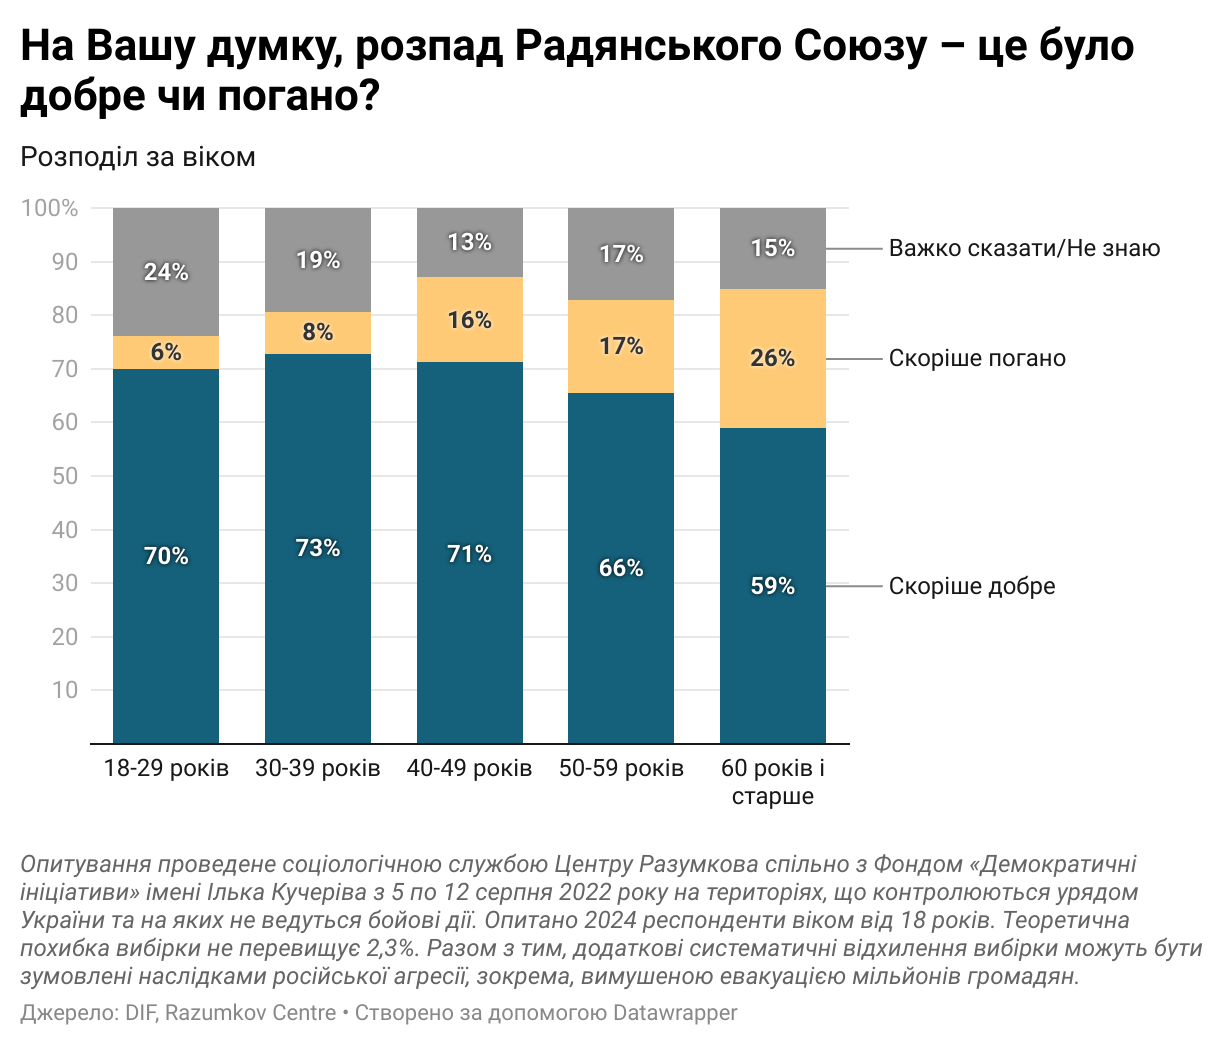 На Вашу думку, розпад Радянського Союзу – це було
добре чи погано?
Розподіл за віком
100%
90
80
70
60
50
40
30
20
10
24%
6%
70%
19%
8%
73%
13%
16%
71%
17%
17%
66%
15%
26%
59%
Важко сказати/Не знаю
Скоріше погано
Скоріше добре
18-29 років
30-39 років
40-49 років
50-59 років
60 років і
старше
Опитування проведене соціологічною службою Центру Разумкова спільно з Фондом «Демократичні
ініціативи» імені Ілька Кучеріва з 5 по 12 серпня 2022 року на територіях, що контролюються урядом
України та на яких не ведуться бойові дії. Опитано 2024 респонденти віком від 18 років. Теоретична
похибка вибірки не перевищує 2,3%. Разом з тим, додаткові систематичні відхилення вибірки можуть бути
зумовлені наслідками російської агресії, зокрема, вимушеною евакуацією мільйонів громадян.
Джерело: DIF, Razumkov Centre • Створено за допомогою Datawrapper